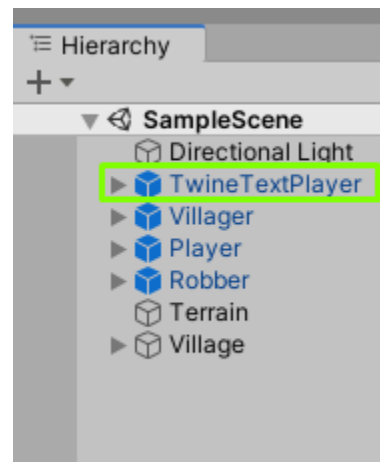 Hierarchy
SampleScene
Directional Light
TwineTextPlayer
Villager
Player
Robber
Terrain
Village